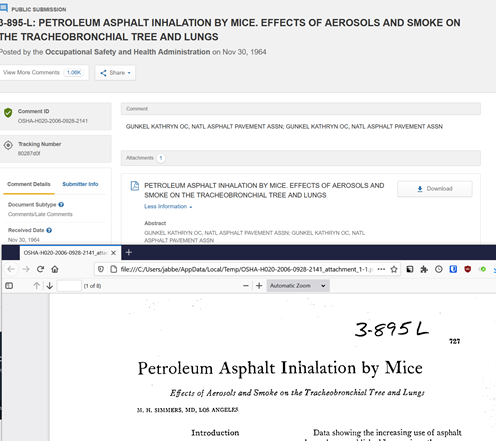 PUBLIC SUBMISSION
3-895-L: PETROLEUM ASPHALT INHALATION BY MICE. EFFECTS OF AEROSOLS AND SMOKE ON
THE TRACHEOBRONCHIAL TREE AND LUNGS
Posted by the Occupational Safety and Health Administration on Nov 30, 1964
View More Comments 1.06K Share
Comment ID
OSHA-H020-2006-0928-2141
Tracking Number
80287d0f
Comment Details Submitter Info
Document Subtype
Comments/Late Comments
Received Date
Nov 30, 1964
Comment
GUNKEL KATHRYN OC, NATL ASPHALT PAVEMENT ASSN; GUNKEL KATHRYN OC, NATL ASPHALT PAVEMENT ASSN
Attachments 1
PETROLEUM ASPHALT INHALATION BY MICE. EFFECTS OF AEROSOLS AND
SMOKE ON THE TRACHEOBRONCHIAL TREE AND LUNGS
Download
Less Information
Abstract
GUNKEL KATHRYN OC, NATL ASPHALT PAVEMENT ASSN; GUNKEL KATHRYN OC, NATL
ASPHALT PAVEMENT ASSN
OSHA-H020-2006-0928-2141_attac
file:///C:/Users/jabbe/AppData/Local/Temp/OSHA-H020-2006-0928-2141_attachment_1-1.p
(1 of 8) Automatic Zoom
3-895L
727
Petroleum Asphalt Inhalation by Mice
Effects of Aerosols and Smoke on the Tracheobronchial Tree and Lungs
M. H. SIMMERS, MD, LOS ANGELES
Introduction
Data showing the increasing use of asphalt